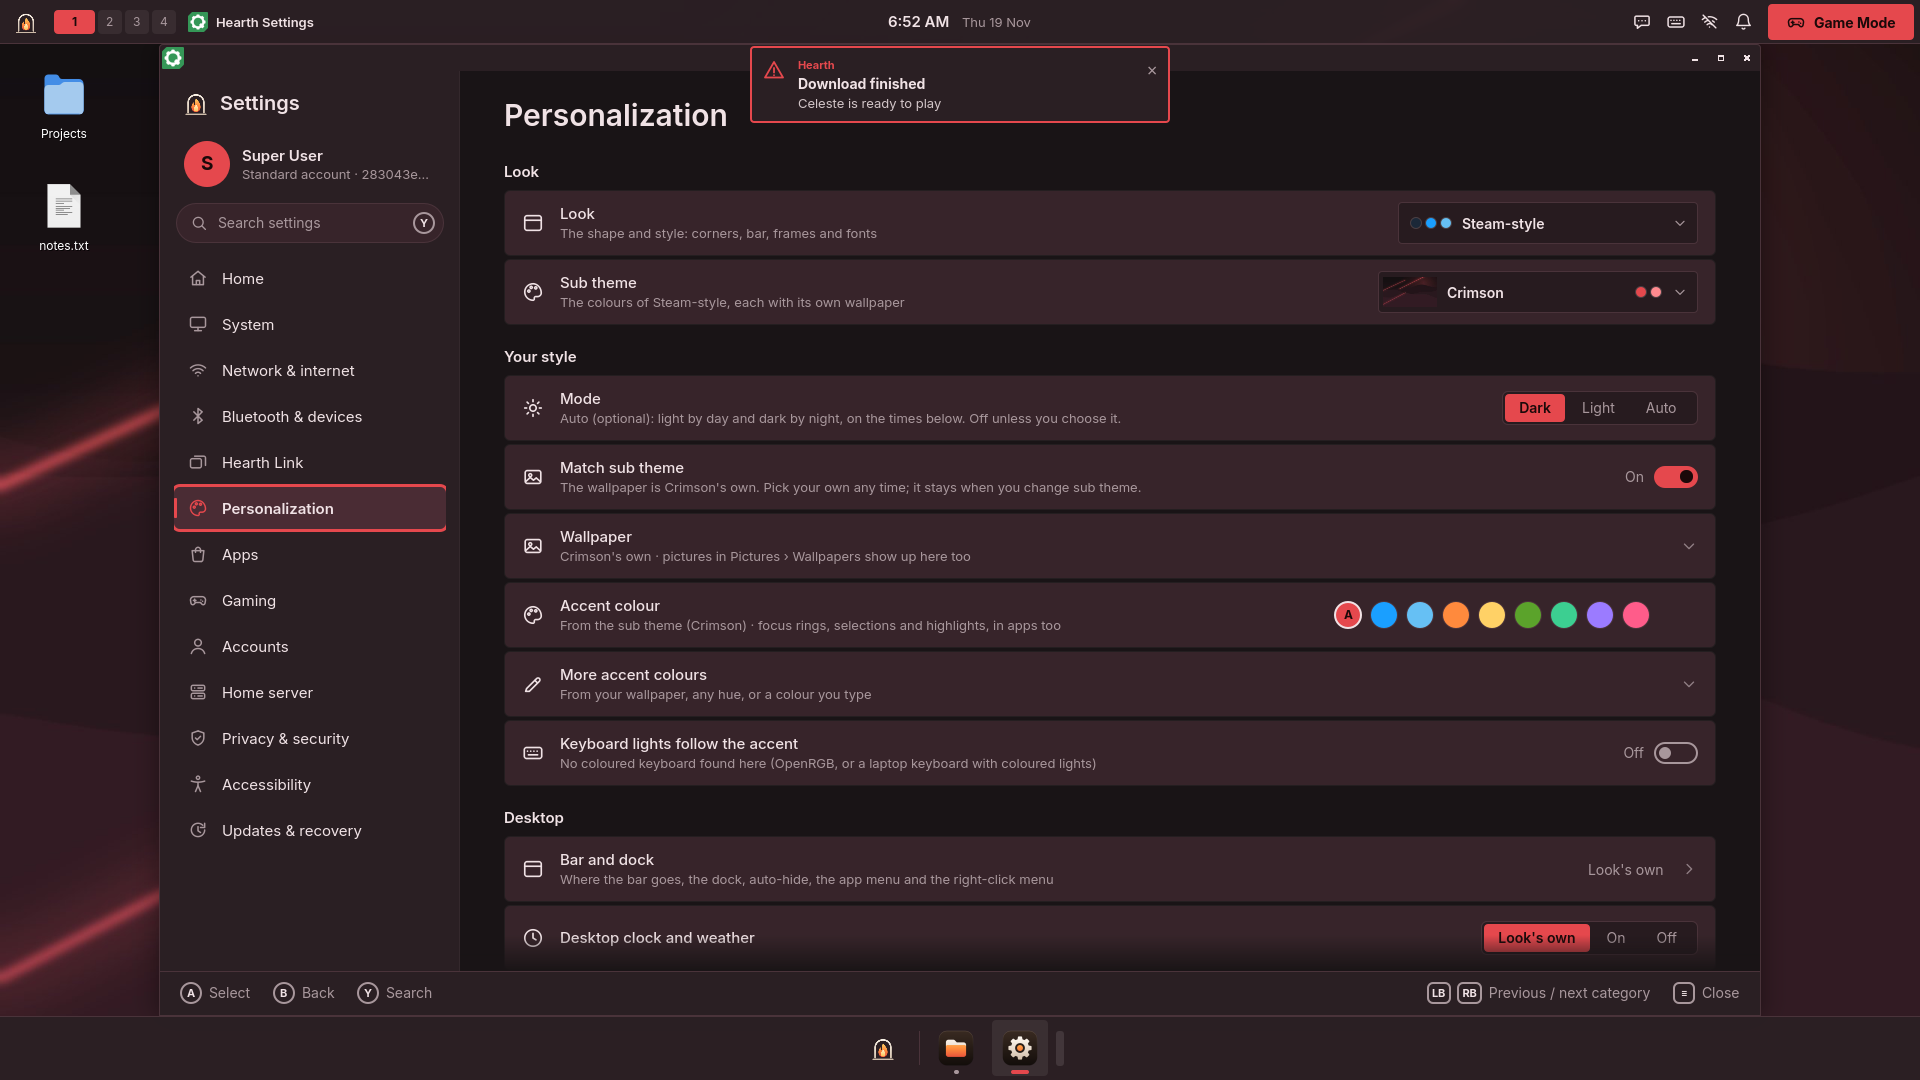 1 2 3 4 Hearth Settings
6:52 AM Thu 19 Nov
Game Mode
Projects
notes.txt
Hearth
Download finished
Celeste is ready to play
Settings
S
Super User
Standard account · 283043e...
Search settings Y
Home
System
Network & internet
Bluetooth & devices
Hearth Link
Personalization
Apps
Gaming
Accounts
Home server
Privacy & security
Accessibility
Updates & recovery
Personalization
Look
Look
The shape and style: corners, bar, frames and fonts
Steam-style
Sub theme
The colours of Steam-style, each with its own wallpaper
Crimson
Your style
Mode
Auto (optional): light by day and dark by night, on the times below. Off unless you choose it.
Dark Light Auto
Match sub theme
The wallpaper is Crimson's own. Pick your own any time; it stays when you change sub theme.
On
Wallpaper
Crimson's own · pictures in Pictures › Wallpapers show up here too
Accent colour
From the sub theme (Crimson) · focus rings, selections and highlights, in apps too
A
More accent colours
From your wallpaper, any hue, or a colour you type
Keyboard lights follow the accent
No coloured keyboard found here (OpenRGB, or a laptop keyboard with coloured lights)
Off
Desktop
Bar and dock
Where the bar goes, the dock, auto-hide, the app menu and the right-click menu
Look's own
Desktop clock and weather
Look's own On Off
A Select B Back Y Search
LB RB Previous / next category Close